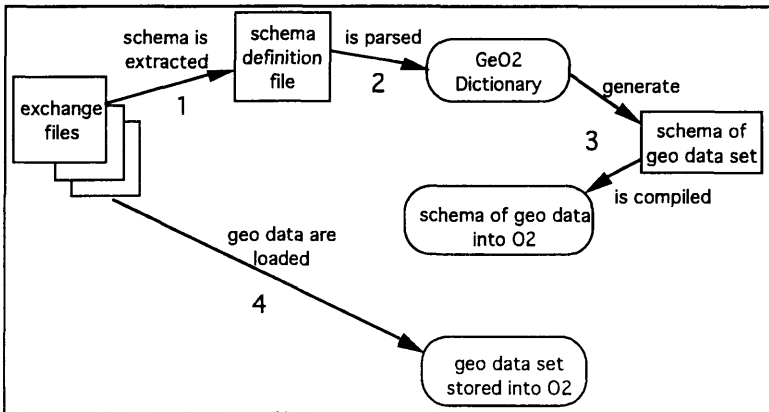 schema is
extracted
1
exchange
files
schema
definition
file
is parsed
2
GeO2
Dictionary
generate
3
schema of
geo data set
is compiled
schema of geo data
into O2
geo data are
loaded
4
geo data set
stored into O2